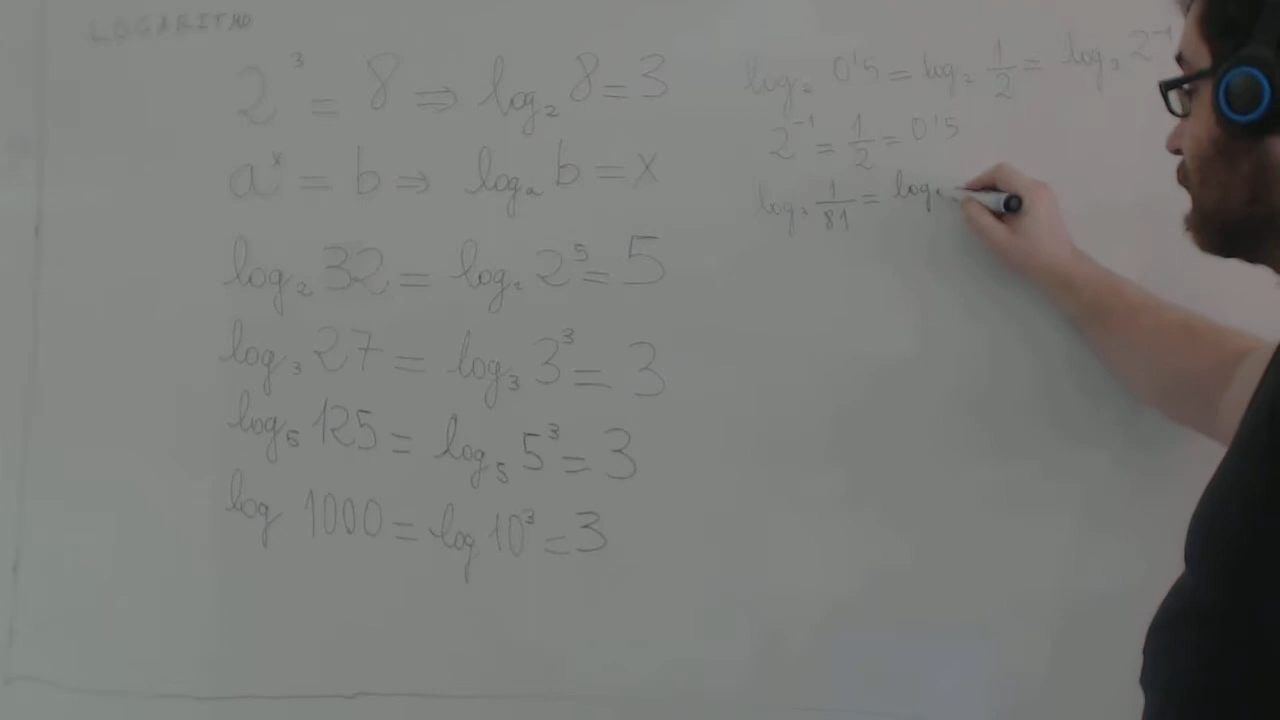 LOGARITMO
2³ = 8 ⇒ log₂ 8 = 3
aˣ = b ⇒ logₐ b = x
log₂ 32 = log₂ 2⁵ = 5
log₃ 27 = log₃ 3³ = 3
log₅ 125 = log₅ 5³ = 3
log 1000 = log 10³ = 3
log₂ 0'5 = log₂ 1/2 = log₂ 2⁻¹
2⁻¹ = 1/2 = 0'5
log₃ 1/81 = log